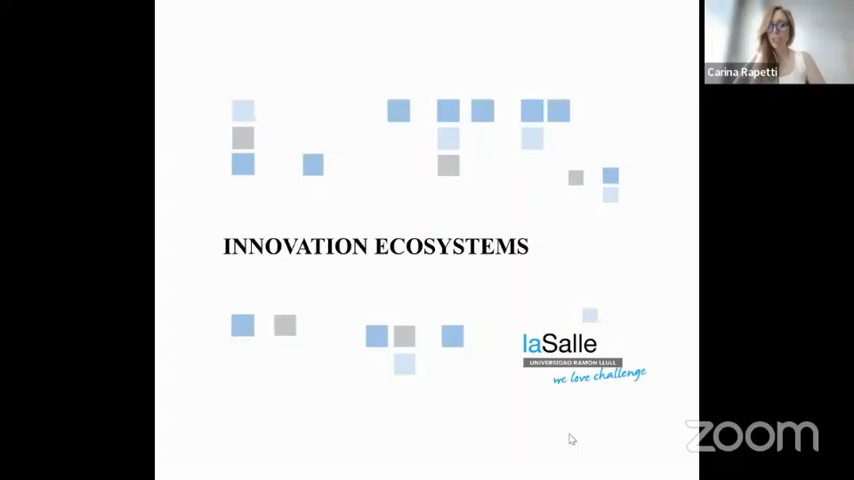 Carina Rapetti
INNOVATION ECOSYSTEMS
laSalle
UNIVERSIDAD RAMON LLULL
we love challenge
zoom